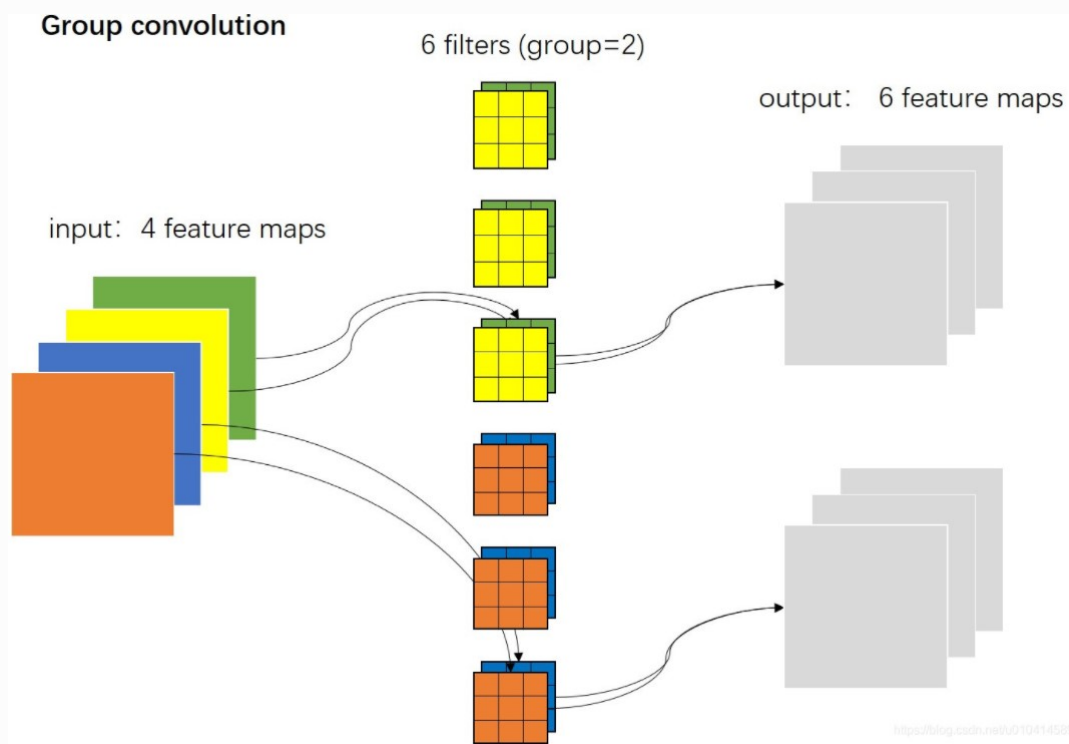 Group convolution
6 filters (group=2)
output： 6 feature maps
input：4 feature maps